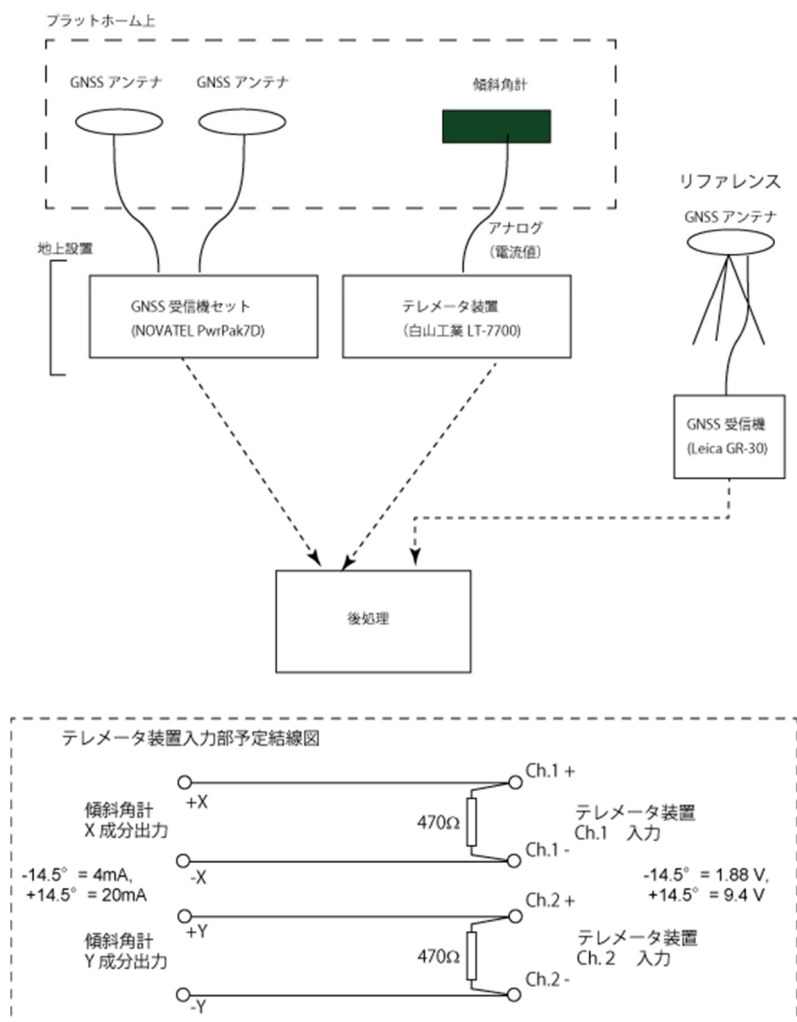 プラットホーム上
GNSS アンテナ
GNSS アンテナ
傾斜角計
リファレンス
GNSS アンテナ
アナログ
（電流値）
地上設置
GNSS 受信機セット
(NOVATEL PwrPak7D)
テレメータ装置
（白山工業 LT-7700）
GNSS 受信機
(Leica GR-30)
後処理
テレメータ装置入力部予定結線図
傾斜角計
X 成分出力
+X
-X
470Ω
Ch.1 +
Ch.1 -
テレメータ装置
Ch.1　入力
-14.5° = 4mA,
+14.5° = 20mA
-14.5° = 1.88 V,
+14.5° = 9.4 V
傾斜角計
Y 成分出力
+Y
-Y
470Ω
Ch.2 +
Ch.2 -
テレメータ装置
Ch. 2　入力